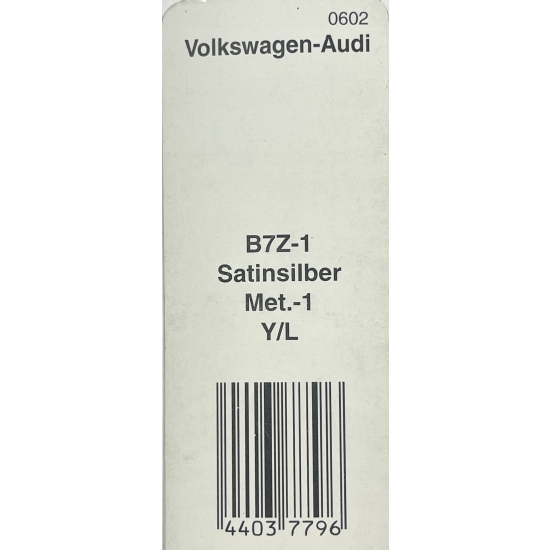 0602
Volkswagen-Audi
B7Z-1
Satinsilber
Met.-1
Y/L
4403 7796